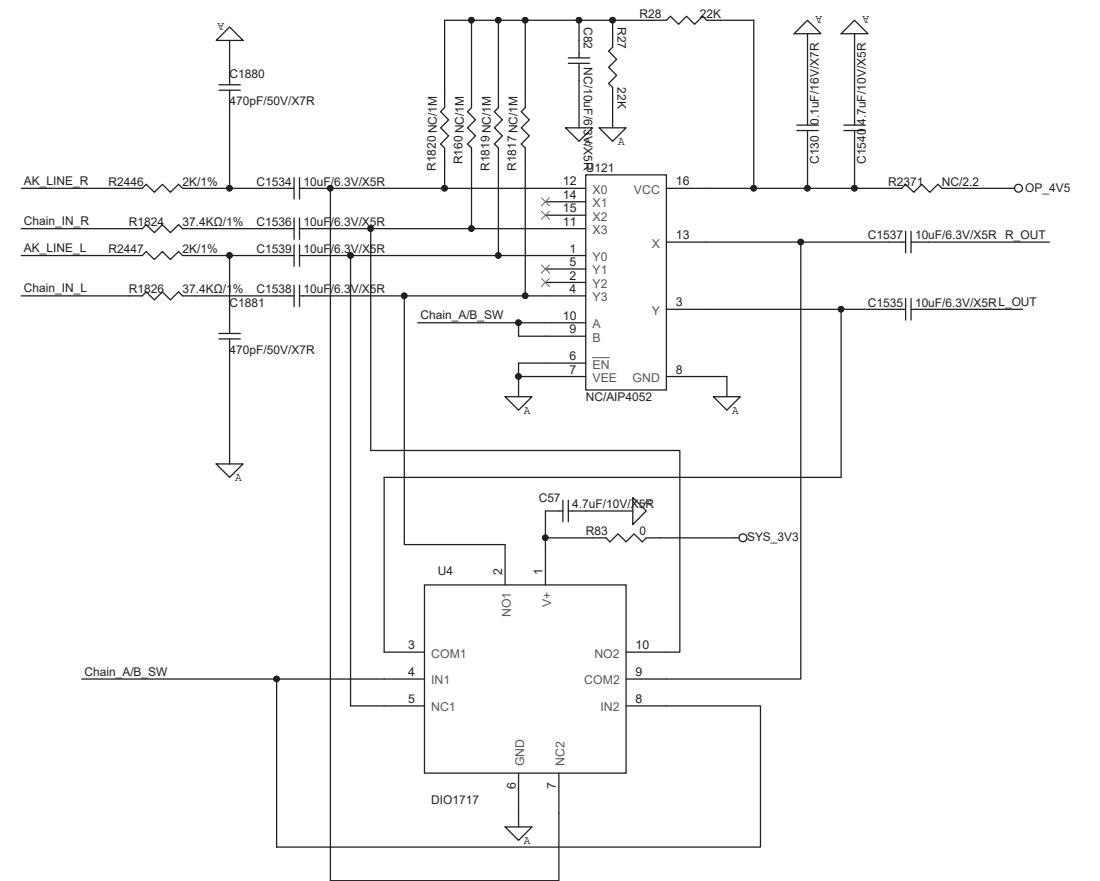 R28 22K
A
A
A
C82 NC/10uF/6.3V/X5R
R27
22K
C1880
470pF/50V/X7R
R1820 NC/1M
R160 NC/1M
R1819 NC/1M
R1817 NC/1M
C130 0.1uF/16V/X7R
C1540 4.7uF/10V/X5R
A
U121
AK_LINE_R R2446 2K/1% C1534 10uF/6.3V/X5R 12 X0 VCC 16 R2371 NC/2.2 OP_4V5
14 X1
15 X2
Chain_IN_R R1824 37.4KΩ/1% C1536 10uF/6.3V/X5R 11 X3
X 13 C1537 10uF/6.3V/X5R R_OUT
AK_LINE_L R2447 2K/1% C1539 10uF/6.3V/X5R 1 Y0
5 Y1
2 Y2
Chain_IN_L R1826 37.4KΩ/1% C1538 10uF/6.3V/X5R 4 Y3
C1881
Y 3 C1535 10uF/6.3V/X5R L_OUT
Chain_A/B_SW 10 A
9 B
470pF/50V/X7R
6 EN
7 VEE GND 8
NC/AIP4052
A
A
A
C57 4.7uF/10V/X5R
R83 0 SYS_3V3
U4
2 1
NO1 V+
3 COM1 NO2 10
Chain_A/B_SW 4 IN1 COM2 9
5 NC1 IN2 8
GND NC2
6 7
DIO1717
A